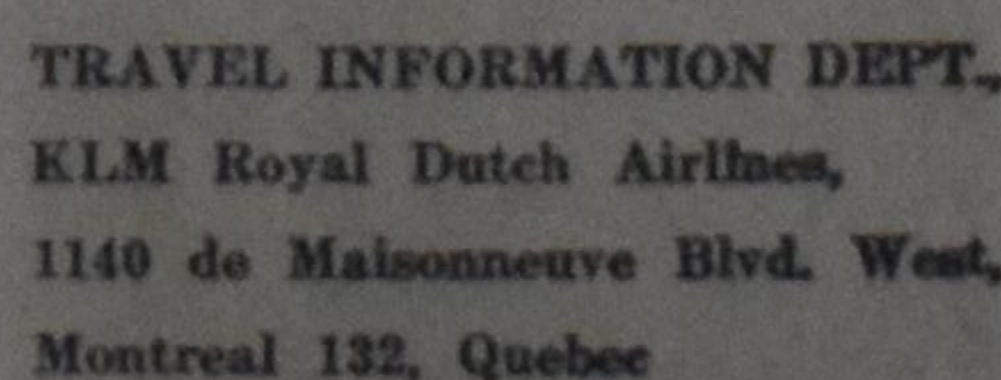 TRAVEL INFORMATION DEPT.,
KLM Royal Dutch Airlines,
1140 de Maisonneuve Blvd. West,
Montreal 132, Quebec